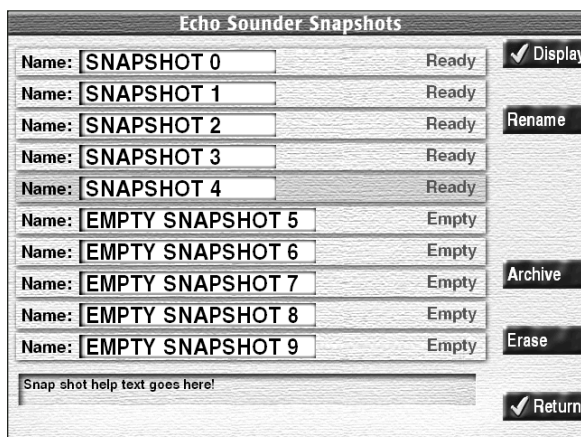 Echo Sounder Snapshots
Name: SNAPSHOT 0 Ready
Name: SNAPSHOT 1 Ready
Name: SNAPSHOT 2 Ready
Name: SNAPSHOT 3 Ready
Name: SNAPSHOT 4 Ready
Name: EMPTY SNAPSHOT 5 Empty
Name: EMPTY SNAPSHOT 6 Empty
Name: EMPTY SNAPSHOT 7 Empty
Name: EMPTY SNAPSHOT 8 Empty
Name: EMPTY SNAPSHOT 9 Empty
Snap shot help text goes here!
Display
Rename
Archive
Erase
Return